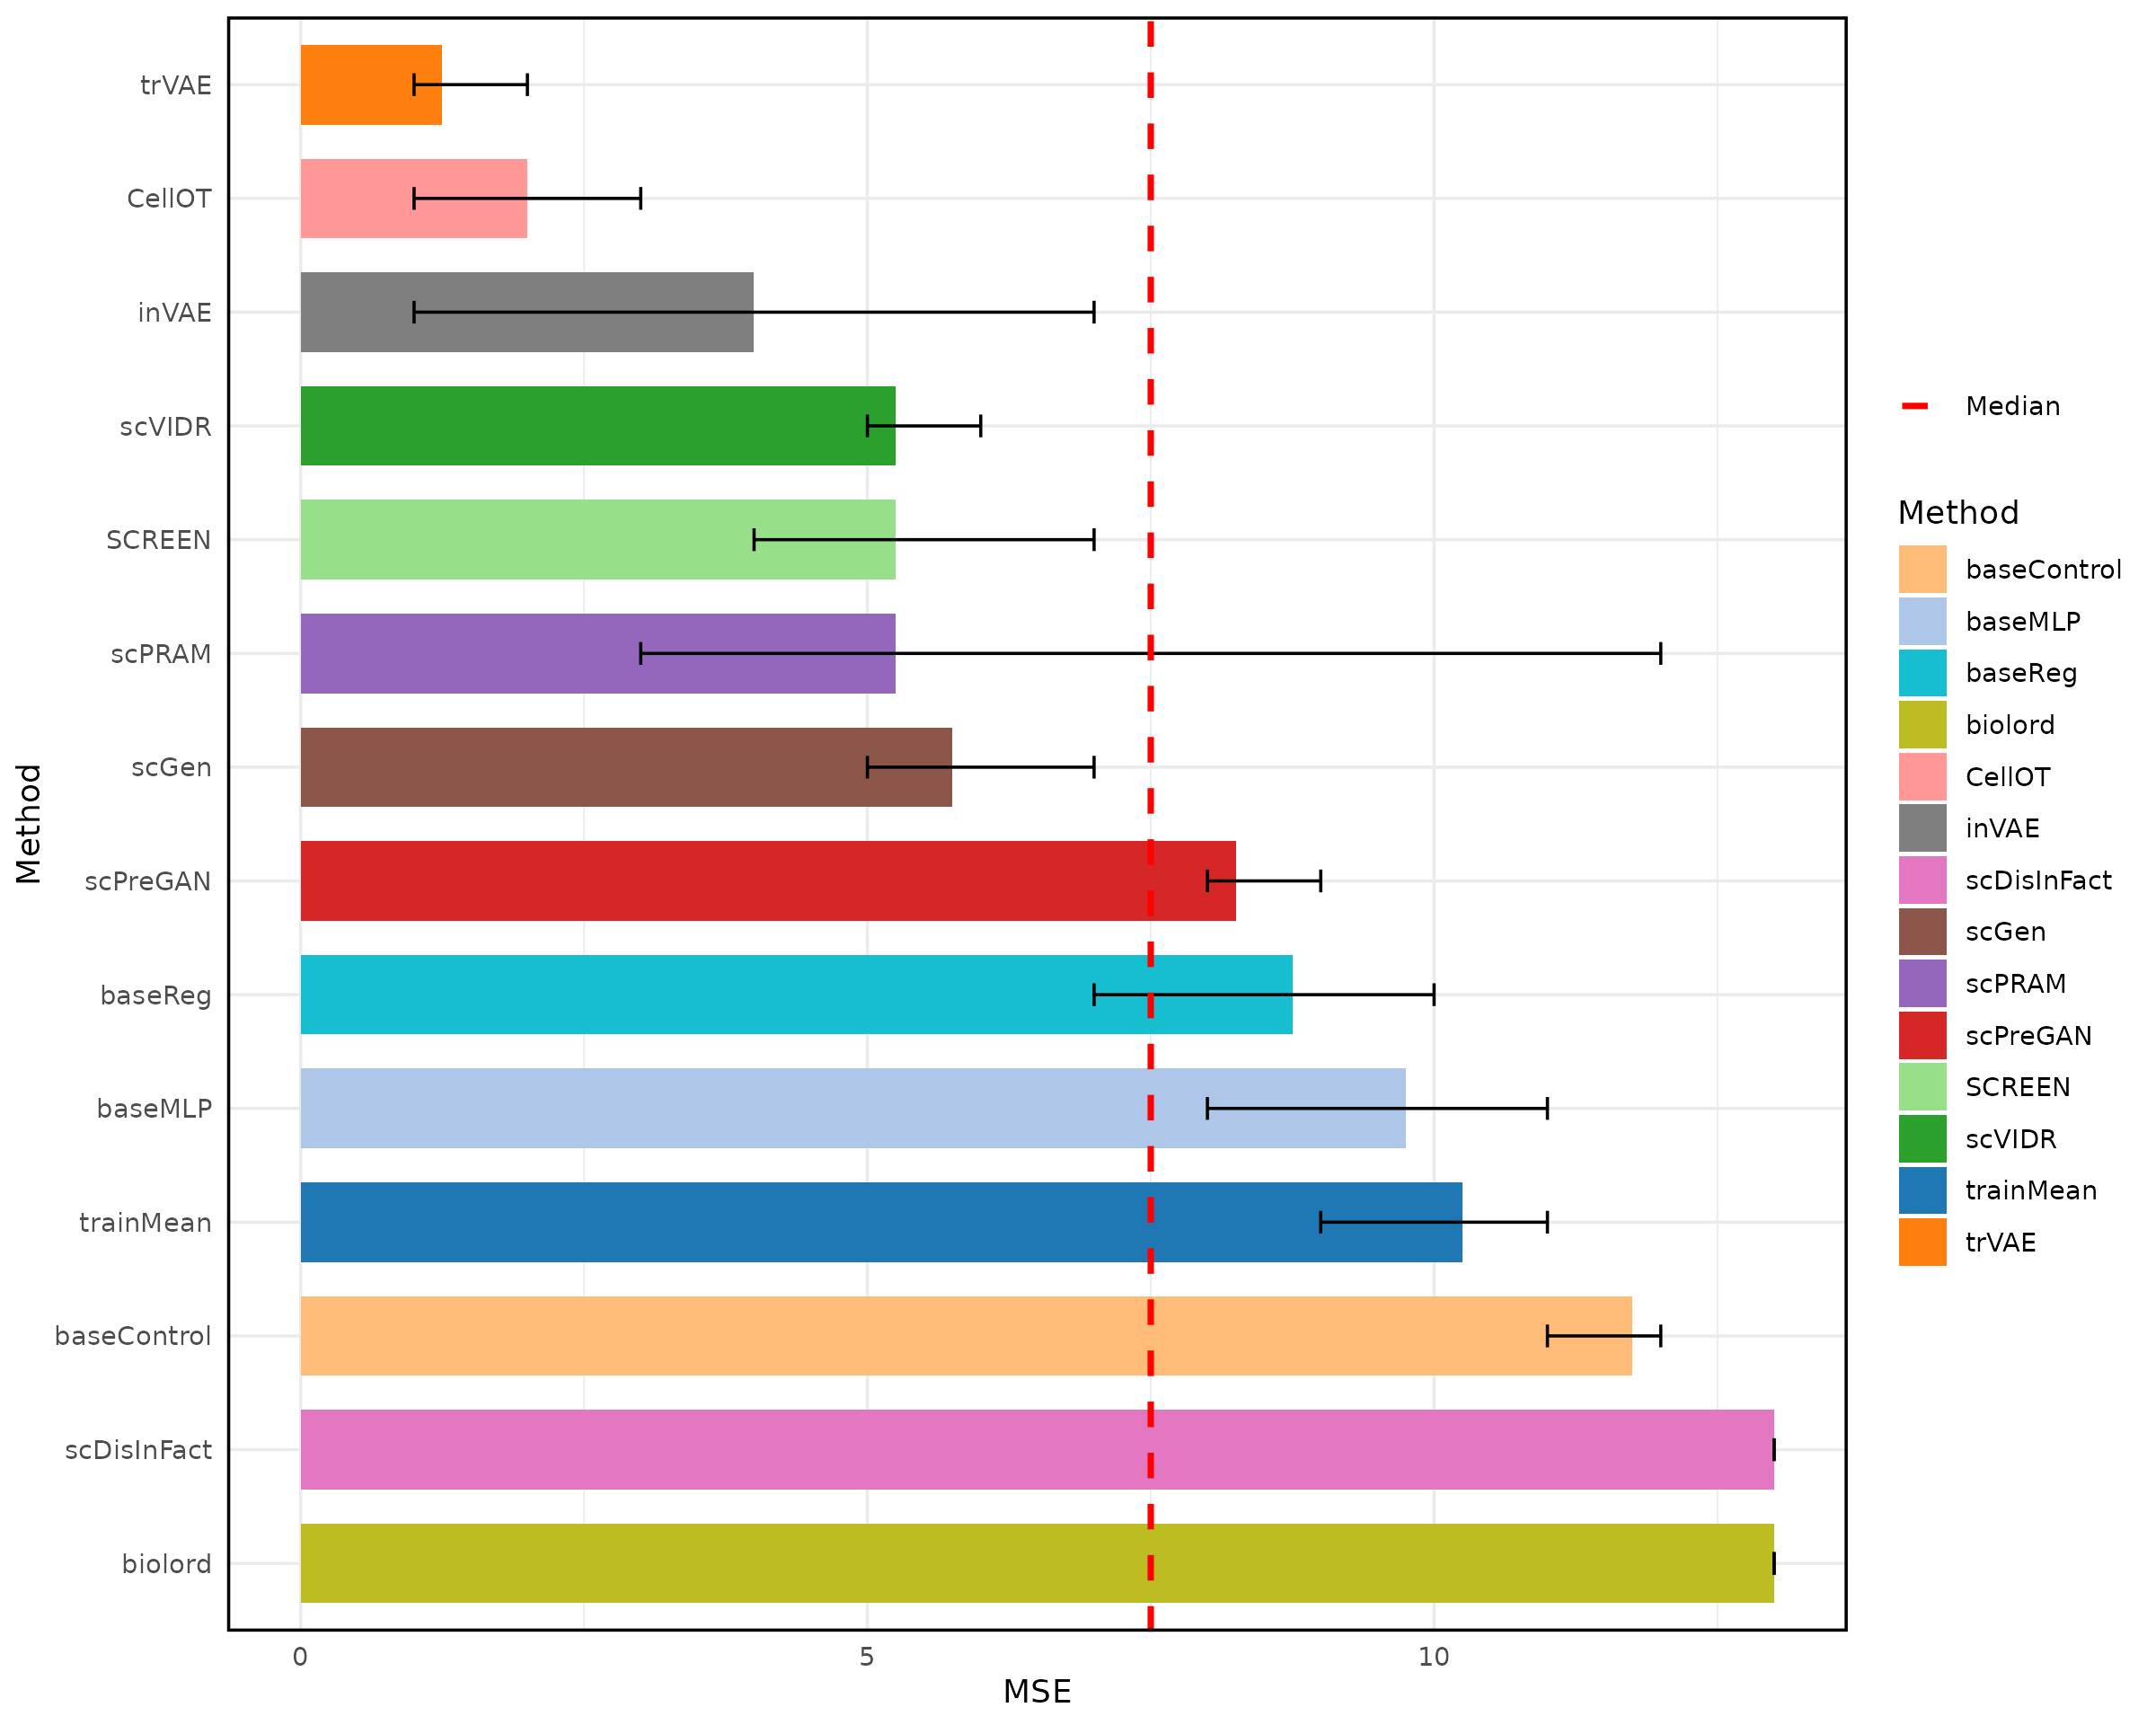 Method
trVAE
CellOT
inVAE
scVIDR
SCREEN
scPRAM
scGen
scPreGAN
baseReg
baseMLP
trainMean
baseControl
scDisInFact
biolord
0 5 10
MSE
Median
Method
baseControl
baseMLP
baseReg
biolord
CellOT
inVAE
scDisInFact
scGen
scPRAM
scPreGAN
SCREEN
scVIDR
trainMean
trVAE